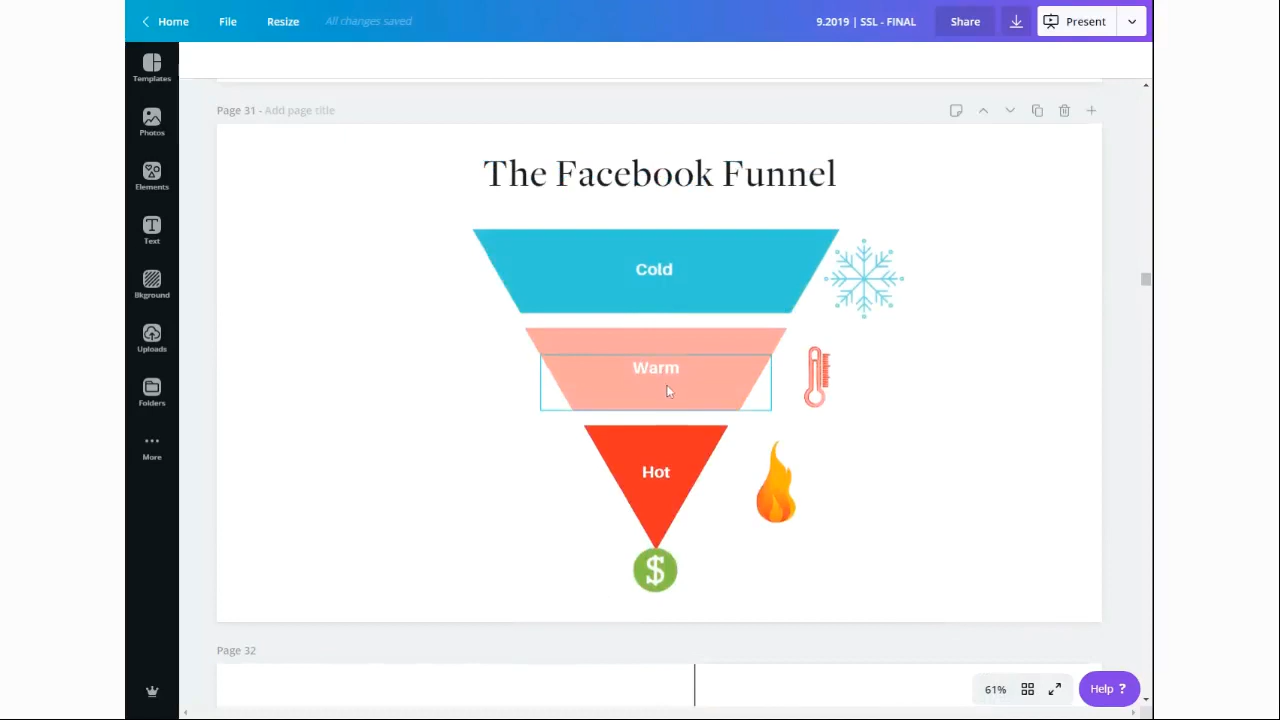 Home File Resize All changes saved 9.2019 | SSL - FINAL Share Present
Templates
Photos
Elements
Text
Bkground
Uploads
Folders
More
Page 31 - Add page title
The Facebook Funnel
Cold
Warm
Hot
$
Page 32
61% Help ?